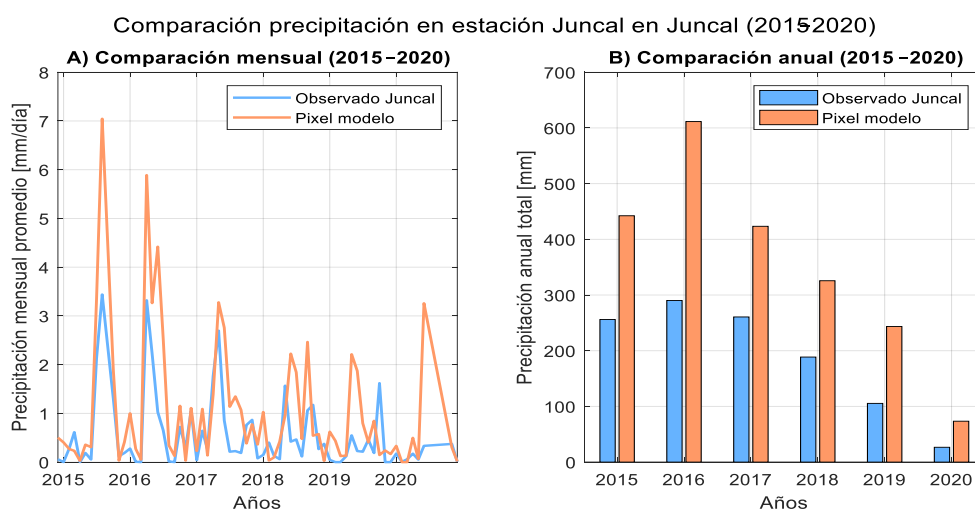 Comparación precipitación en estación Juncal en Juncal (2015-2020)
A) Comparación mensual (2015-2020)
Precipitación mensual promedio [mm/día]
8
7
6
5
4
3
2
1
0
Observado Juncal
Pixel modelo
2015 2016 2017 2018 2019 2020
Años
B) Comparación anual (2015-2020)
Precipitación anual total [mm]
700
600
500
400
300
200
100
0
Observado Juncal
Pixel modelo
2015 2016 2017 2018 2019 2020
Años